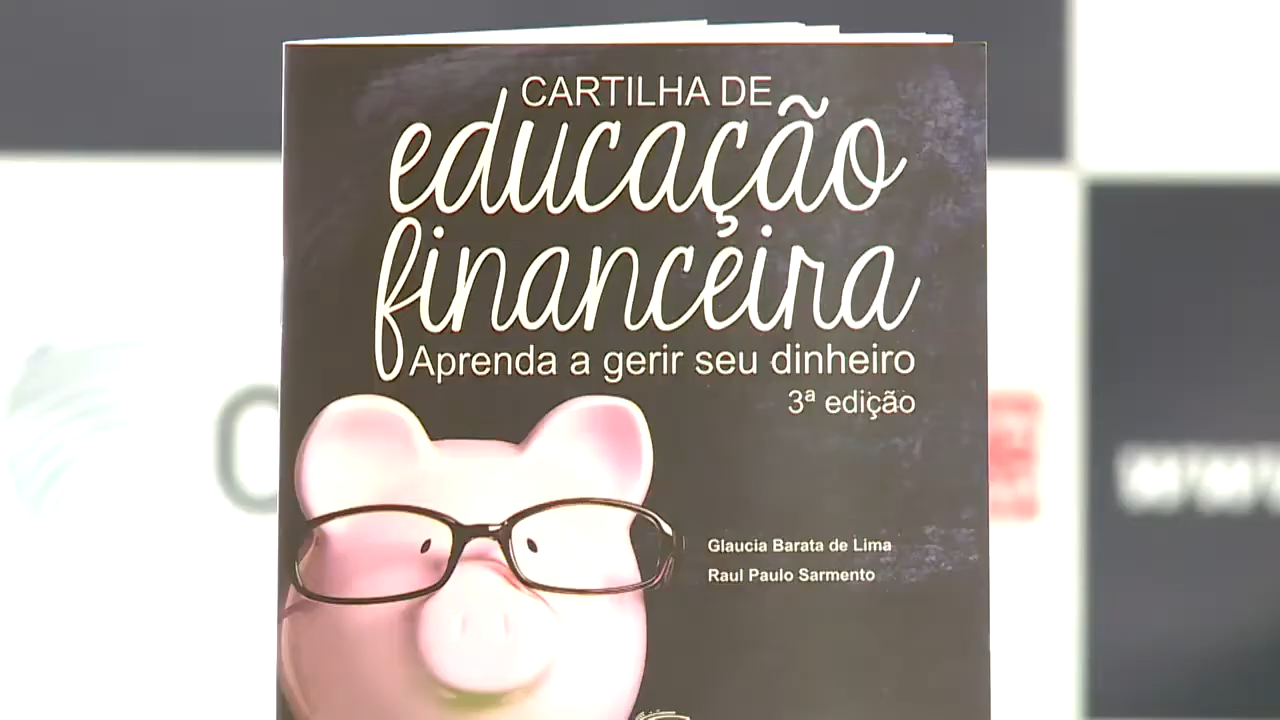 CARTILHA DE
educação
financeira
Aprenda a gerir seu dinheiro
3ª edição
Glaucia Barata de Lima
Raul Paulo Sarmento